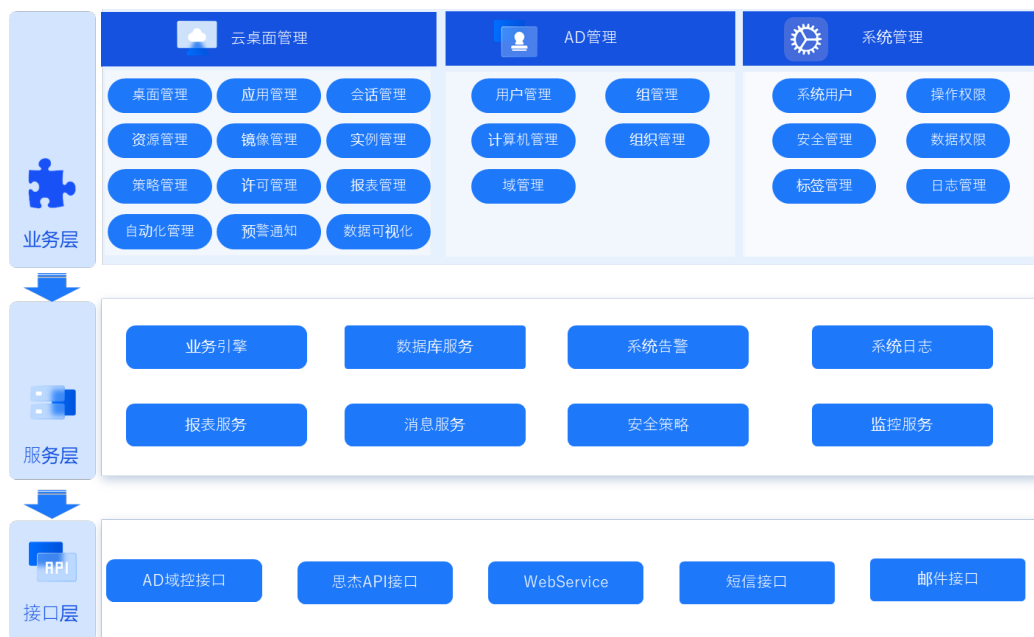 云桌面管理
AD管理
系统管理
桌面管理
应用管理
会话管理
用户管理
组管理
系统用户
操作权限
资源管理
镜像管理
实例管理
计算机管理
组织管理
安全管理
数据权限
策略管理
许可管理
报表管理
域管理
标签管理
日志管理
自动化管理
预警通知
数据可视化
业务层
业务引擎
数据库服务
系统告警
系统日志
报表服务
消息服务
安全策略
监控服务
服务层
API
AD域控接口
思杰API接口
WebService
短信接口
邮件接口
接口层